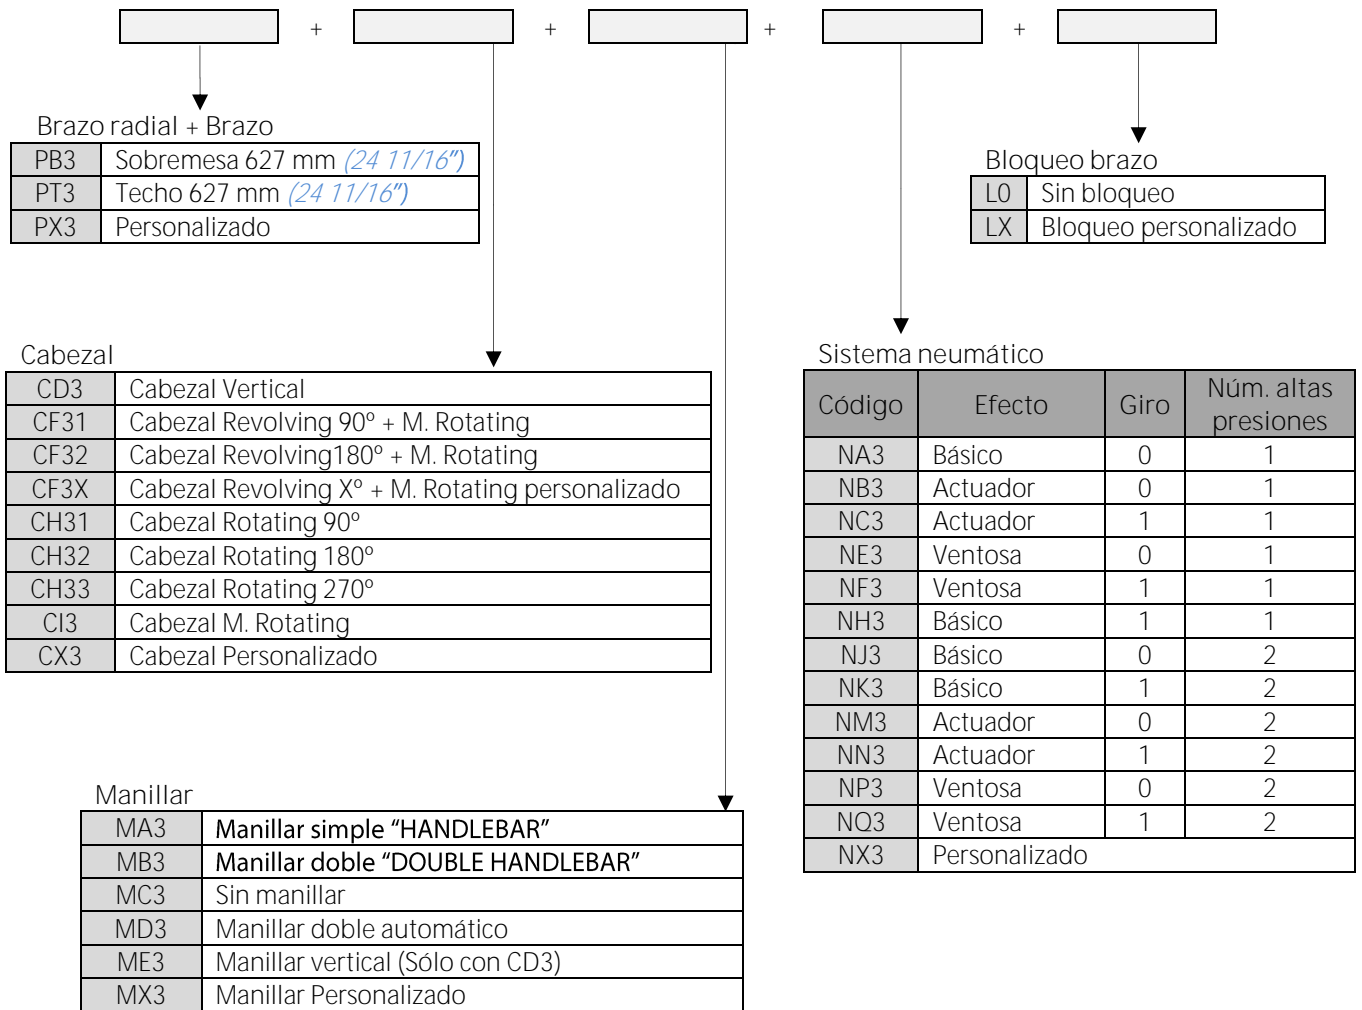 + + + +
Brazo radial + Brazo
PB3 Sobremesa 627 mm (24 11/16")
PT3 Techo 627 mm (24 11/16")
PX3 Personalizado
Bloqueo brazo
L0 Sin bloqueo
LX Bloqueo personalizado
Cabezal
CD3 Cabezal Vertical
CF31 Cabezal Revolving 90º + M. Rotating
CF32 Cabezal Revolving180º + M. Rotating
CF3X Cabezal Revolving Xº + M. Rotating personalizado
CH31 Cabezal Rotating 90º
CH32 Cabezal Rotating 180º
CH33 Cabezal Rotating 270º
CI3 Cabezal M. Rotating
CX3 Cabezal Personalizado
Sistema neumático
Código Efecto Giro Núm. altas
presiones
NA3 Básico 0 1
NB3 Actuador 0 1
NC3 Actuador 1 1
NE3 Ventosa 0 1
NF3 Ventosa 1 1
NH3 Básico 1 1
NJ3 Básico 0 2
NK3 Básico 1 2
NM3 Actuador 0 2
NN3 Actuador 1 2
NP3 Ventosa 0 2
NQ3 Ventosa 1 2
NX3 Personalizado
Manillar
MA3 Manillar simple “HANDLEBAR”
MB3 Manillar doble “DOUBLE HANDLEBAR”
MC3 Sin manillar
MD3 Manillar doble automático
ME3 Manillar vertical (Sólo con CD3)
MX3 Manillar Personalizado